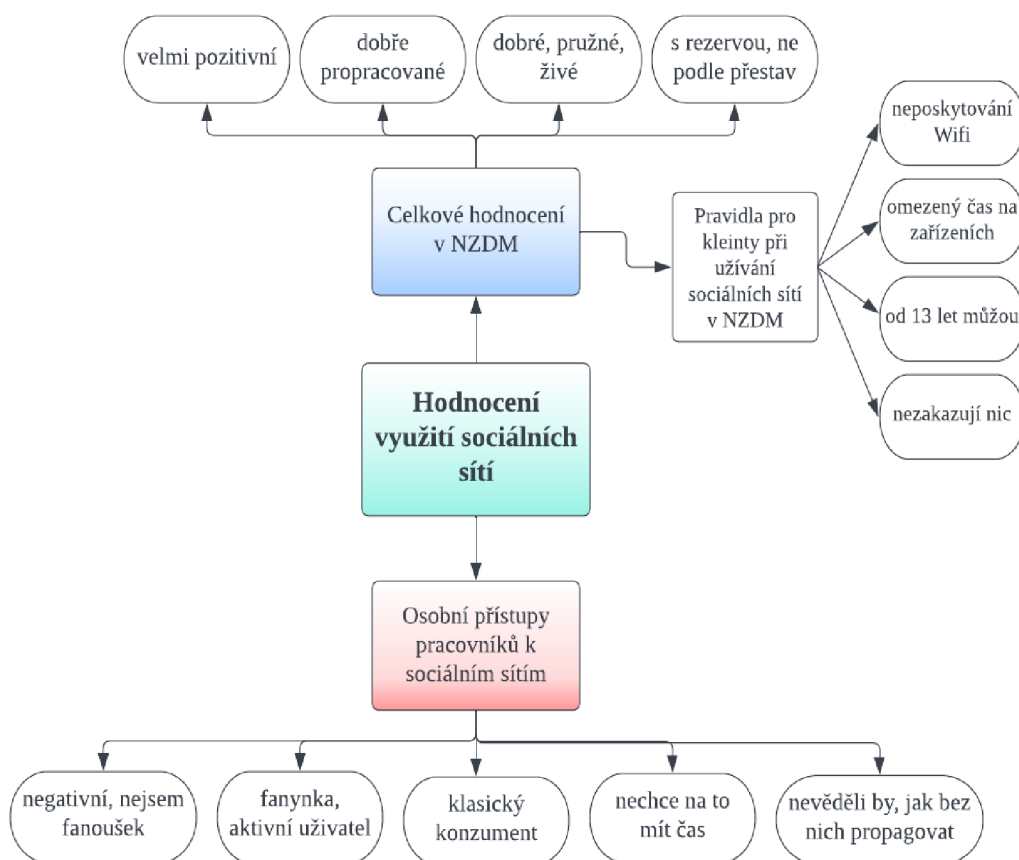 velmi pozitivní
dobře
propracované
dobré, pružné,
živé
s rezervou, ne
podle přestav
neposkytování
Wifi
Celkové hodnocení
v NZDM
Pravidla pro
kleinty při
užívání
sociálních sítí
v NZDM
omezený čas na
zařízeních
od 13 let můžou
nezakazují nic
Hodnocení
využití sociálních
sítí
Osobní přístupy
pracovníků k
sociálním sítím
negativní, nejsem
fanoušek
fanynka,
aktivní uživatel
klasický
konzument
nechce na to
mít čas
nevěděli by, jak bez
nich propagovat